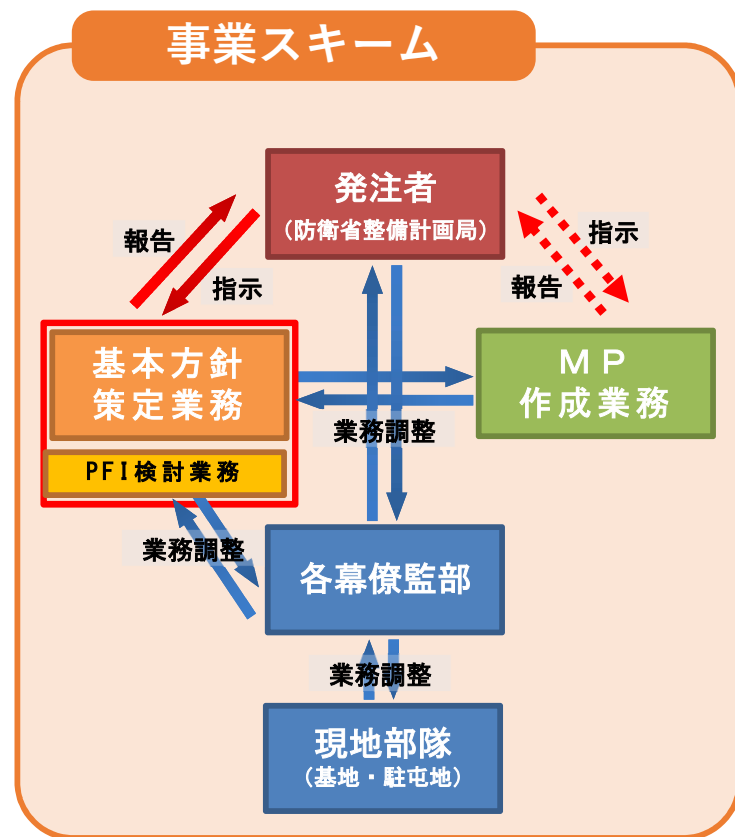 事業スキーム
発注者
（防衛省整備計画局）
報告
指示
指示
報告
基本方針
策定業務
ＭＰ
作成業務
業務調整
PFI検討業務
業務調整
各幕僚監部
業務調整
現地部隊
（基地・駐屯地）